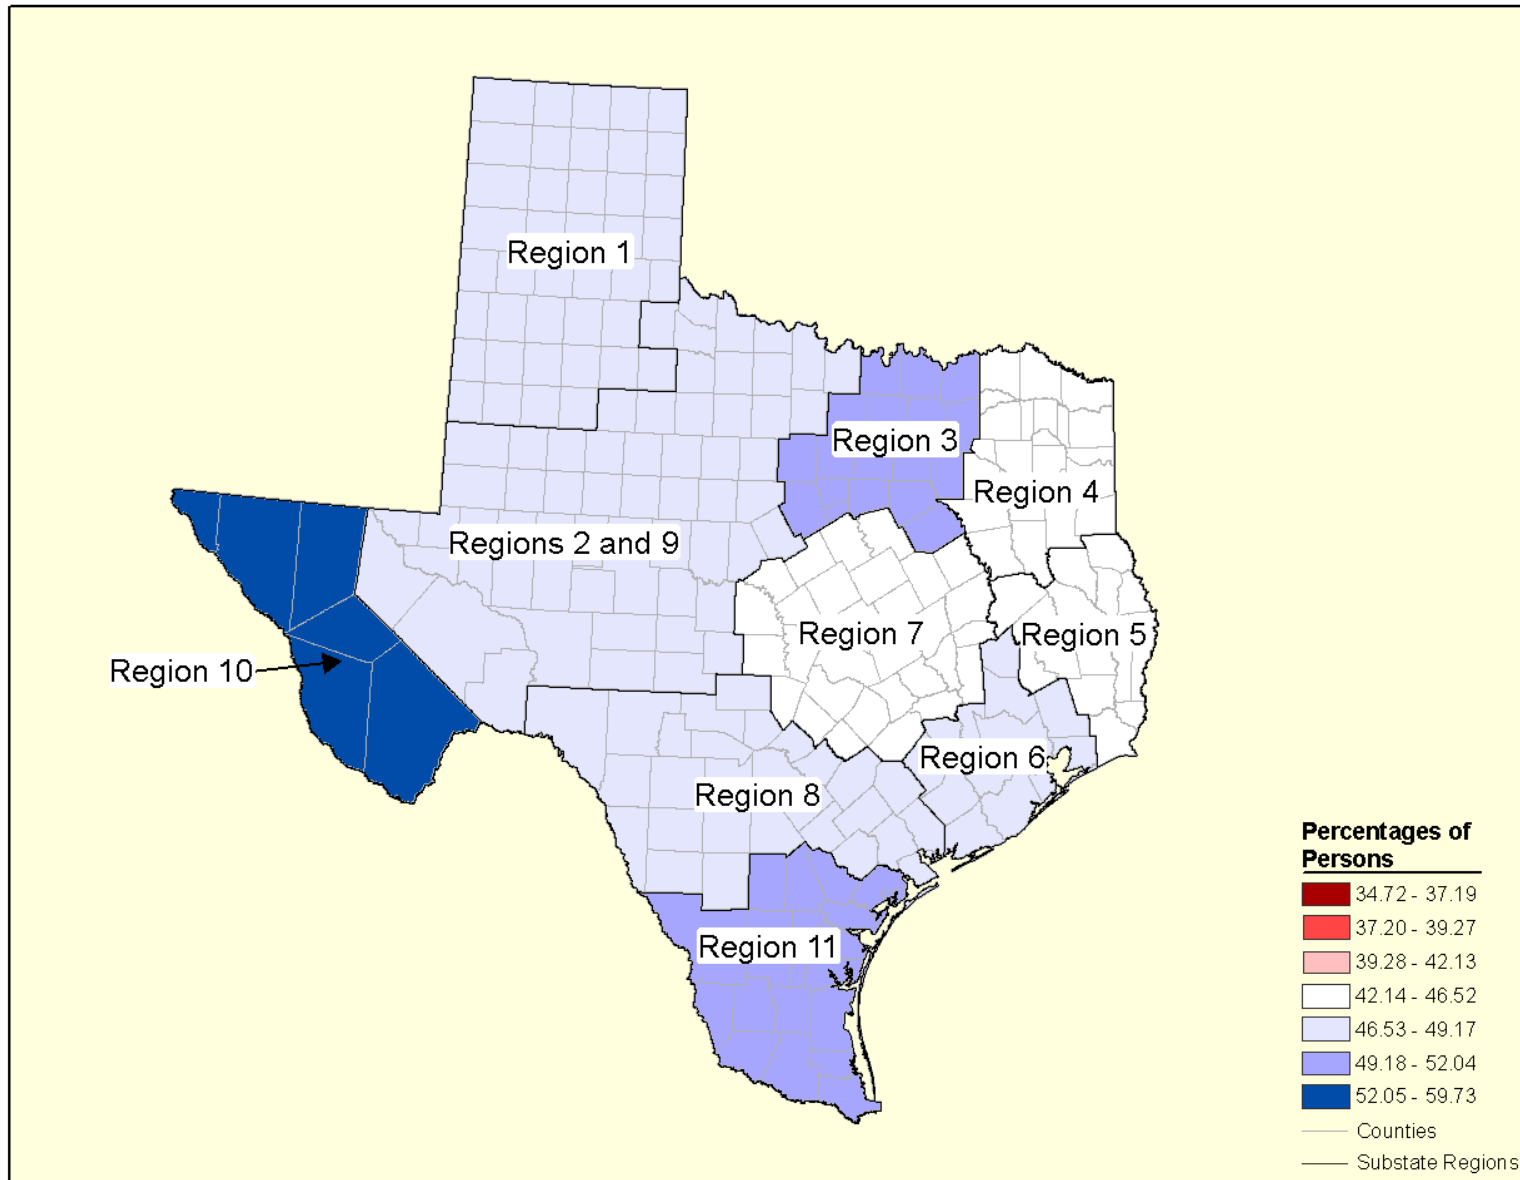 Region 1
Region 3
Region 4
Regions 2 and 9
Region 7
Region 5
Region 10
Region 6
Region 8
Region 11
Percentages of
Persons
34.72 - 37.19
37.20 - 39.27
39.28 - 42.13
42.14 - 46.52
46.53 - 49.17
49.18 - 52.04
52.05 - 59.73
Counties
Substate Regions